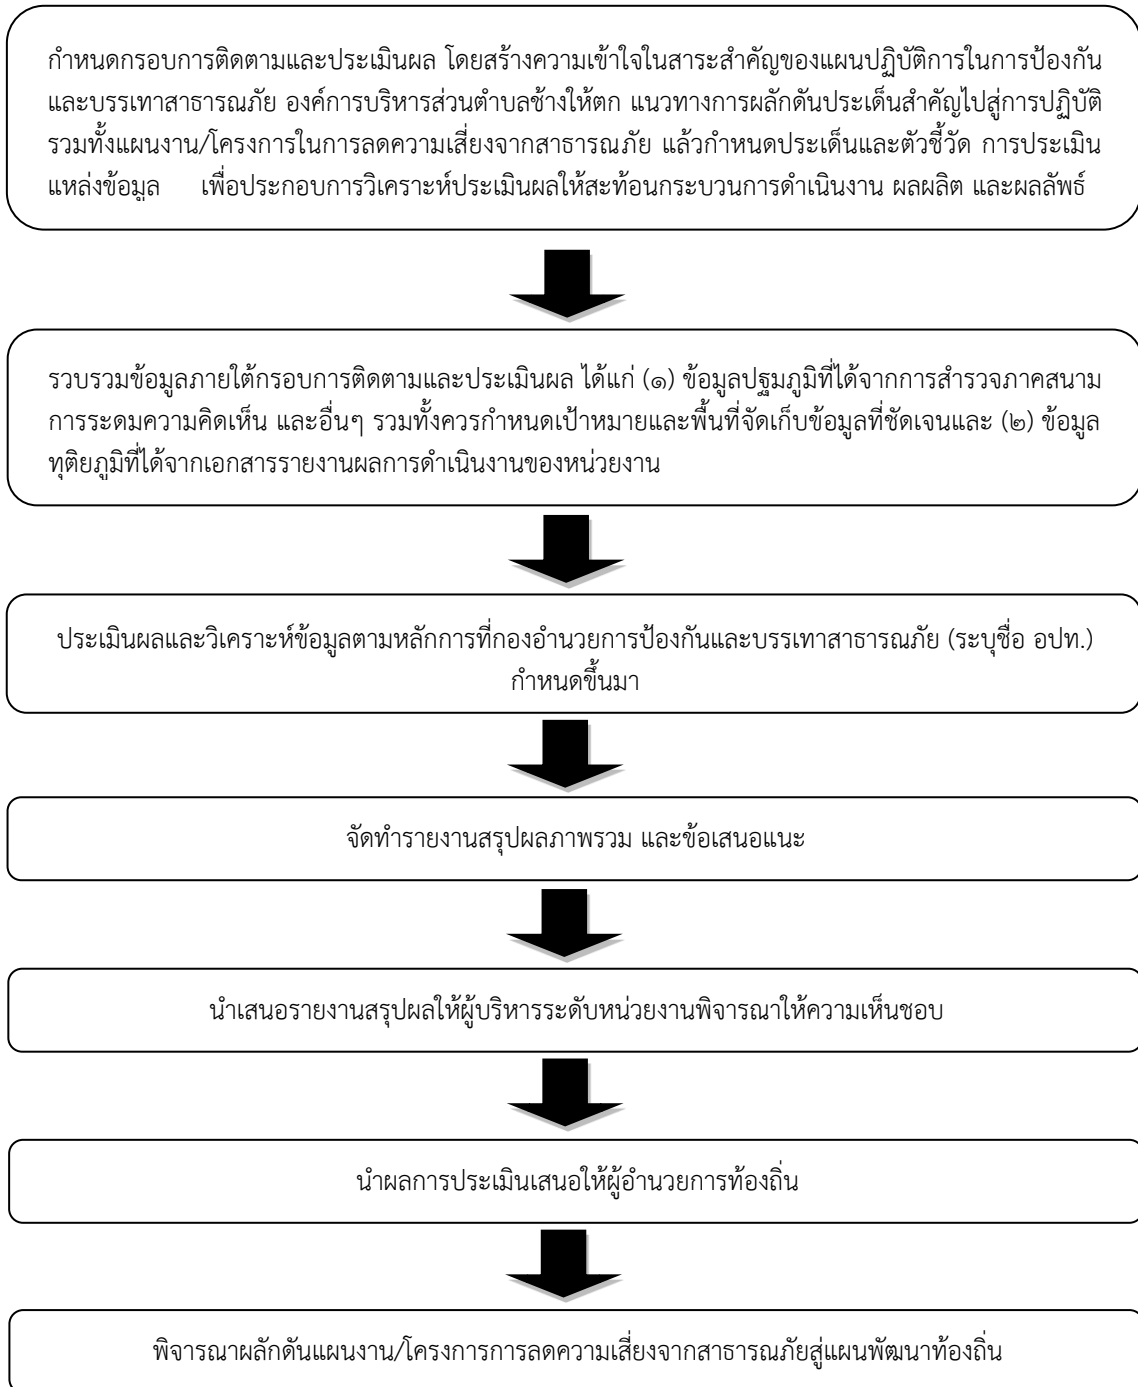 กำหนดกรอบการติดตามและประเมินผล โดยสร้างความเข้าใจในสาระสำคัญของแผนปฏิบัติการในการป้องกัน
และบรรเทาสาธารณภัย องค์การบริหารส่วนตำบลช้างให้ตก แนวทางการผลักดันประเด็นสำคัญไปสู่การปฏิบัติ
รวมทั้งแผนงาน/โครงการในการลดความเสี่ยงจากสาธารณภัย แล้วกำหนดประเด็นและตัวชี้วัด การประเมิน
แหล่งข้อมูล เพื่อประกอบการวิเคราะห์ประเมินผลให้สะท้อนกระบวนการดำเนินงาน ผลผลิต และผลลัพธ์
รวบรวมข้อมูลภายใต้กรอบการติดตามและประเมินผล ได้แก่ (๑) ข้อมูลปฐมภูมิที่ได้จากการสำรวจภาคสนาม
การระดมความคิดเห็น และอื่นๆ รวมทั้งควรกำหนดเป้าหมายและพื้นที่จัดเก็บข้อมูลที่ชัดเจนและ (๒) ข้อมูล
ทุติยภูมิที่ได้จากเอกสารรายงานผลการดำเนินงานของหน่วยงาน
ประเมินผลและวิเคราะห์ข้อมูลตามหลักการที่กองอำนวยการป้องกันและบรรเทาสาธารณภัย (ระบุชื่อ อปท.)
กำหนดขึ้นมา
จัดทำรายงานสรุปผลภาพรวม และข้อเสนอแนะ
นำเสนอรายงานสรุปผลให้ผู้บริหารระดับหน่วยงานพิจารณาให้ความเห็นชอบ
นำผลการประเมินเสนอให้ผู้อำนวยการท้องถิ่น
พิจารณาผลักดันแผนงาน/โครงการการลดความเสี่ยงจากสาธารณภัยสู่แผนพัฒนาท้องถิ่น